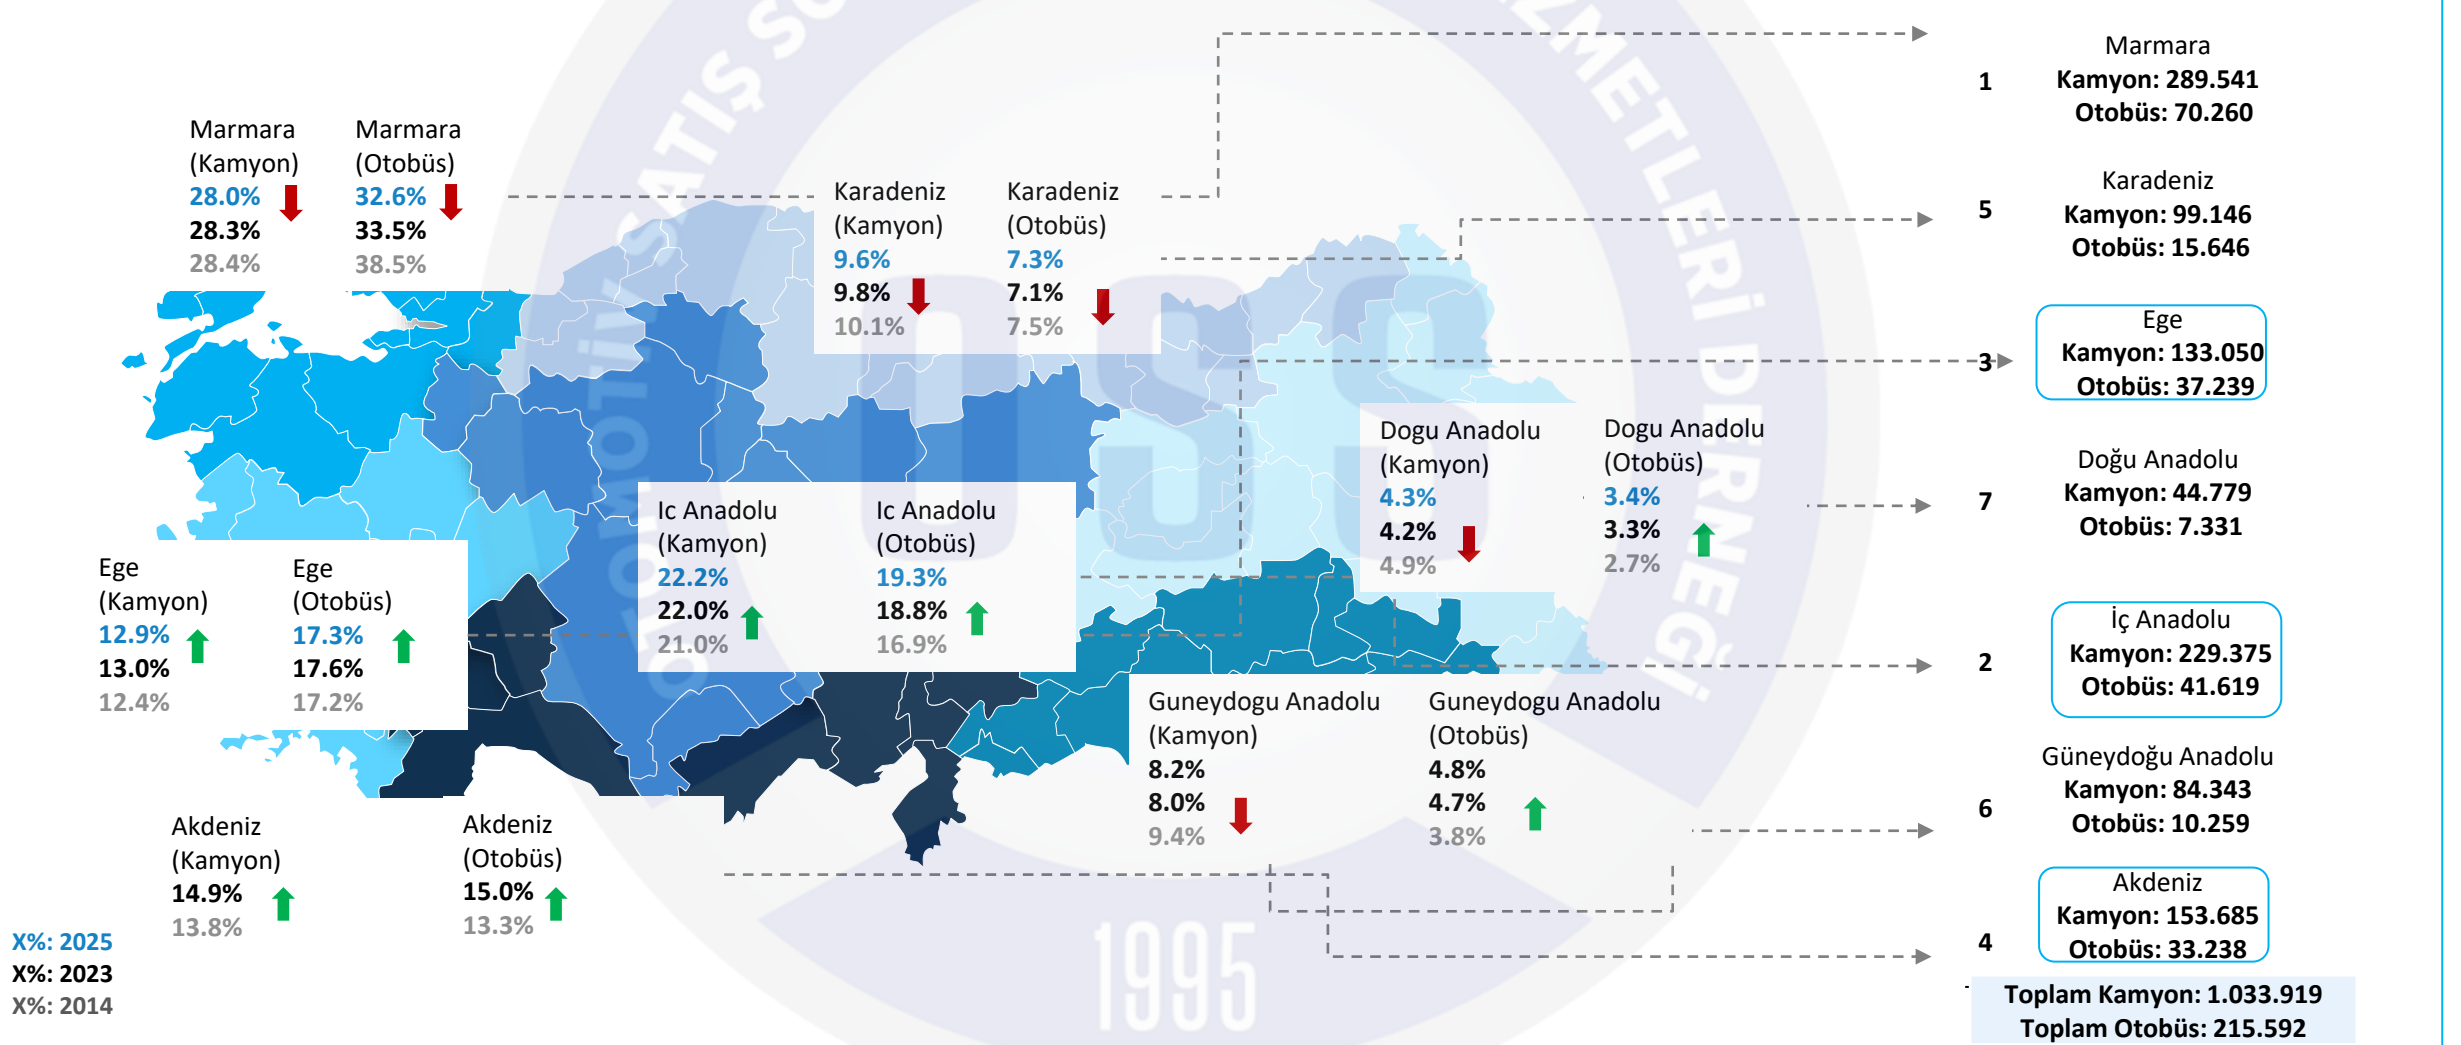 Marmara
(Kamyon)
28.0%
28.3%
28.4%
Marmara
(Otobüs)
32.6%
33.5%
38.5%
Karadeniz
(Kamyon)
9.6%
9.8%
10.1%
Karadeniz
(Otobüs)
7.3%
7.1%
7.5%
Ege
(Kamyon)
12.9%
13.0%
12.4%
Ege
(Otobüs)
17.3%
17.6%
17.2%
Ic Anadolu
(Kamyon)
22.2%
22.0%
21.0%
Ic Anadolu
(Otobüs)
19.3%
18.8%
16.9%
Dogu Anadolu
(Kamyon)
4.3%
4.2%
4.9%
Dogu Anadolu
(Otobüs)
3.4%
3.3%
2.7%
Guneydogu Anadolu
(Kamyon)
8.2%
8.0%
9.4%
Guneydogu Anadolu
(Otobüs)
4.8%
4.7%
3.8%
Akdeniz
(Kamyon)
14.9%
13.8%
Akdeniz
(Otobüs)
15.0%
13.3%
X%: 2025
X%: 2023
X%: 2014
1
Marmara
Kamyon: 289.541
Otobüs: 70.260
5
Karadeniz
Kamyon: 99.146
Otobüs: 15.646
3
Ege
Kamyon: 133.050
Otobüs: 37.239
7
Doğu Anadolu
Kamyon: 44.779
Otobüs: 7.331
2
İç Anadolu
Kamyon: 229.375
Otobüs: 41.619
6
Güneydoğu Anadolu
Kamyon: 84.343
Otobüs: 10.259
4
Akdeniz
Kamyon: 153.685
Otobüs: 33.238
Toplam Kamyon: 1.033.919
Toplam Otobüs: 215.592
OSS
1995